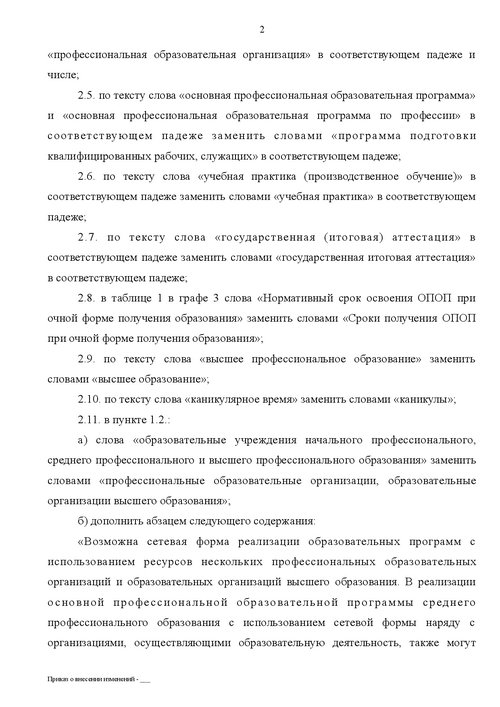 2
«профессиональная образовательная организация» в соответствующем падеже и
числе;
2.5. по тексту слова «основная профессиональная образовательная программа»
и «основная профессиональная образовательная программа по профессии» в
соответствующем падеже заменить словами «программа подготовки
квалифицированных рабочих, служащих» в соответствующем падеже;
2.6. по тексту слова «учебная практика (производственное обучение)» в
соответствующем падеже заменить словами «учебная практика» в соответствующем
падеже;
2.7. по тексту слова «государственная (итоговая) аттестация» в
соответствующем падеже заменить словами «государственная итоговая аттестация»
в соответствующем падеже;
2.8. в таблице 1 в графе 3 слова «Нормативный срок освоения ОПОП при
очной форме получения образования» заменить словами «Сроки получения ОПОП
при очной форме получения образования»;
2.9. по тексту слова «высшее профессиональное образование» заменить
словами «высшее образование»;
2.10. по тексту слова «каникулярное время» заменить словами «каникулы»;
2.11. в пункте 1.2.:
а) слова «образовательные учреждения начального профессионального,
среднего профессионального и высшего профессионального образования» заменить
словами «профессиональные образовательные организации, образовательные
организации высшего образования»;
б) дополнить абзацем следующего содержания:
«Возможна сетевая форма реализации образовательных программ с
использованием ресурсов нескольких профессиональных образовательных
организаций и образовательных организаций высшего образования. В реализации
основной профессиональной образовательной программы среднего
профессионального образования с использованием сетевой формы наряду с
организациями, осуществляющими образовательную деятельность, также могут
Приказ о внесении изменений - ___